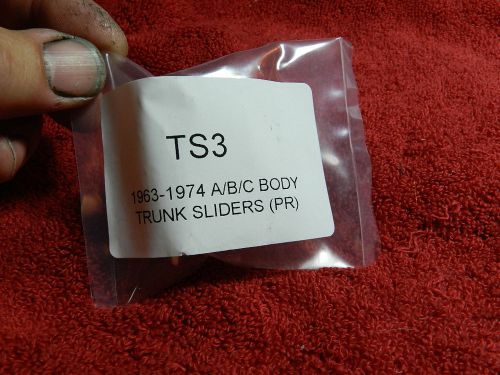 TS3
1963-1974 A/B/C BODY
TRUNK SLIDERS (PR)